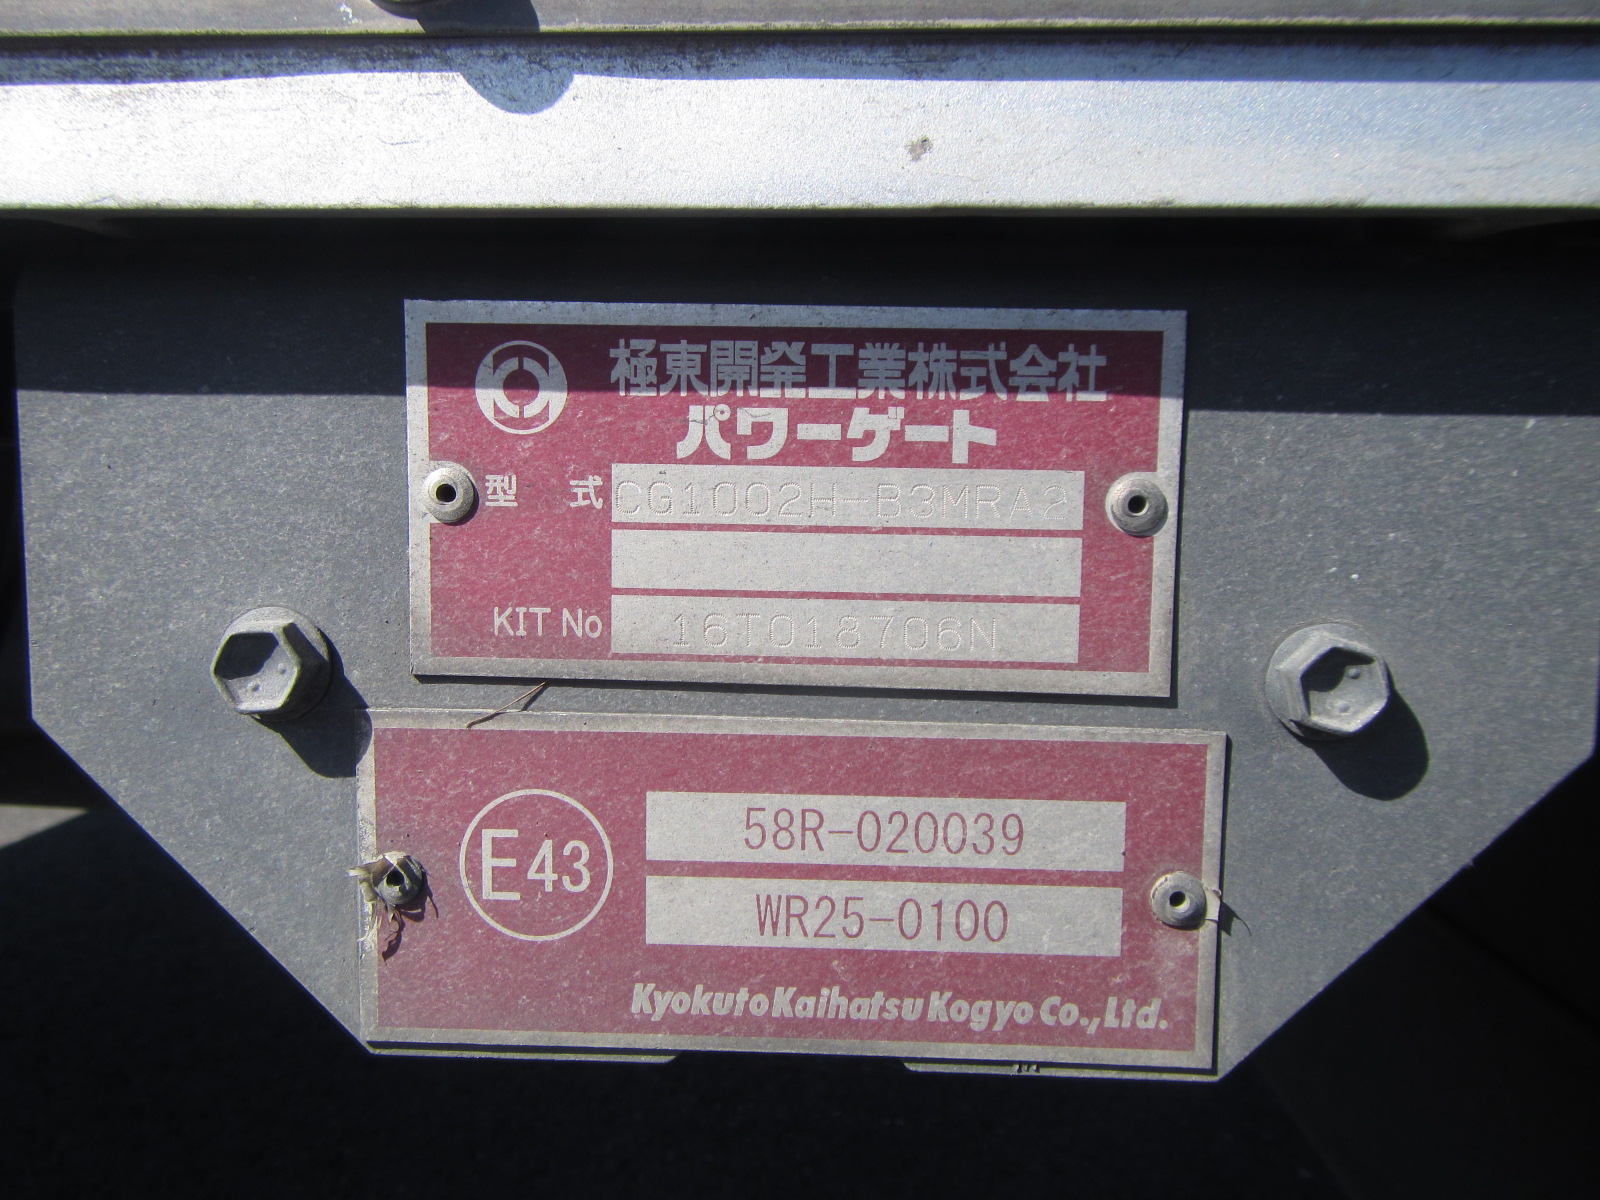 極東開発工業株式会社
パワーゲート
型 式 CG1002H-B3MRA2
KIT No 16T018706N
E43
58R-020039
WR25-0100
Kyokuto Kaihatsu Kogyo Co., Ltd.